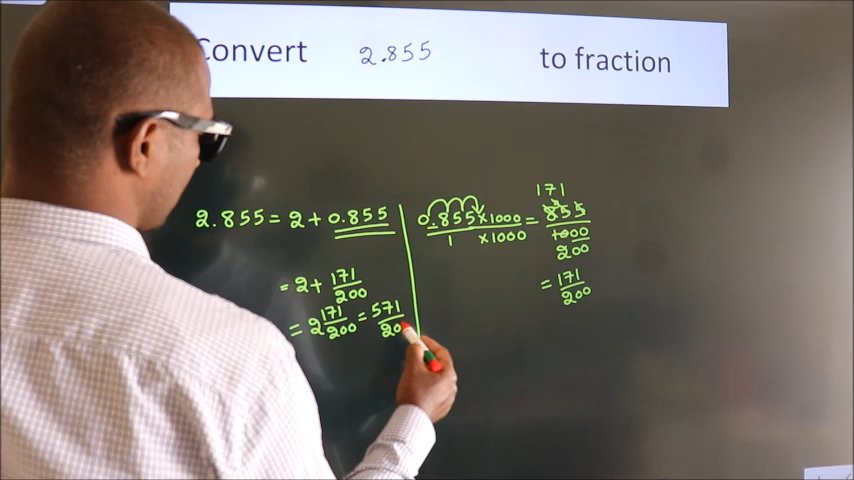 Convert 2.855 to fraction
2.855 = 2 + 0.855
= 2 + 171/200
= 2 171/200 = 571/20
0.855 × 1000 / 1 × 1000 = 171 855 / 1000 200
= 171/200